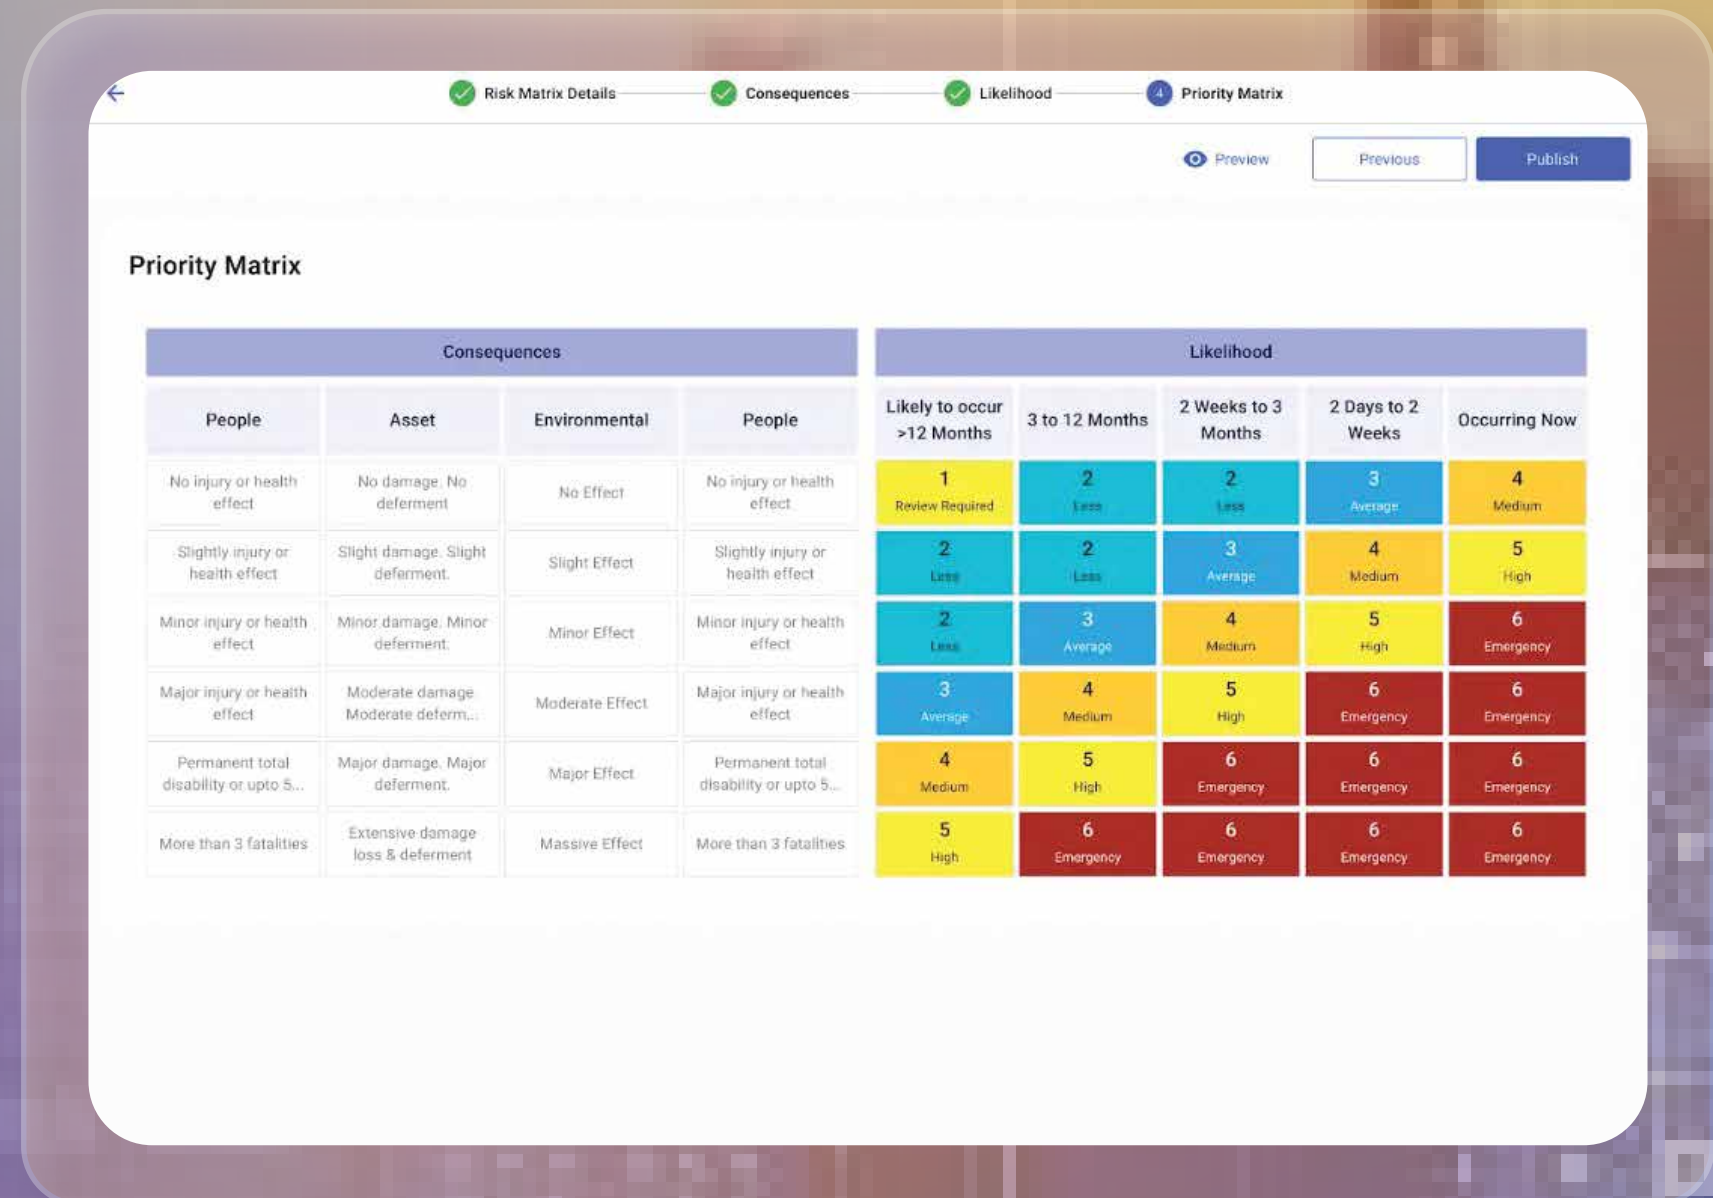 Risk Matrix Details
Consequences
Likelihood
4 Priority Matrix
Preview
Previous
Publish
Priority Matrix
Consequences
Likelihood
People
Asset
Environmental
People
Likely to occur
>12 Months
3 to 12 Months
2 Weeks to 3
Months
2 Days to 2
Weeks
Occurring Now
No injury or health
effect
No damage. No
deferment
No Effect
No injury or health
effect
1
Review Required
2
Less
2
Less
3
Average
4
Medium
Slightly injury or
health effect
Slight damage. Slight
deferment.
Slight Effect
Slightly injury or
health effect
2
Less
2
Less
3
Average
4
Medium
5
High
Minor injury or health
effect
Minor damage. Minor
deferment.
Minor Effect
Minor injury or health
effect
2
Less
3
Average
4
Medium
5
High
6
Emergency
Major injury or health
effect
Moderate damage
Moderate deferm...
Moderate Effect
Major injury or health
effect
3
Average
4
Medium
5
High
6
Emergency
6
Emergency
Permanent total
disability or upto 5...
Major damage. Major
deferment.
Major Effect
Permanent total
disability or upto 5...
4
Medium
5
High
6
Emergency
6
Emergency
6
Emergency
More than 3 fatalities
Extensive damage
loss & deferment
Massive Effect
More than 3 fatalities
5
High
6
Emergency
6
Emergency
6
Emergency
6
Emergency